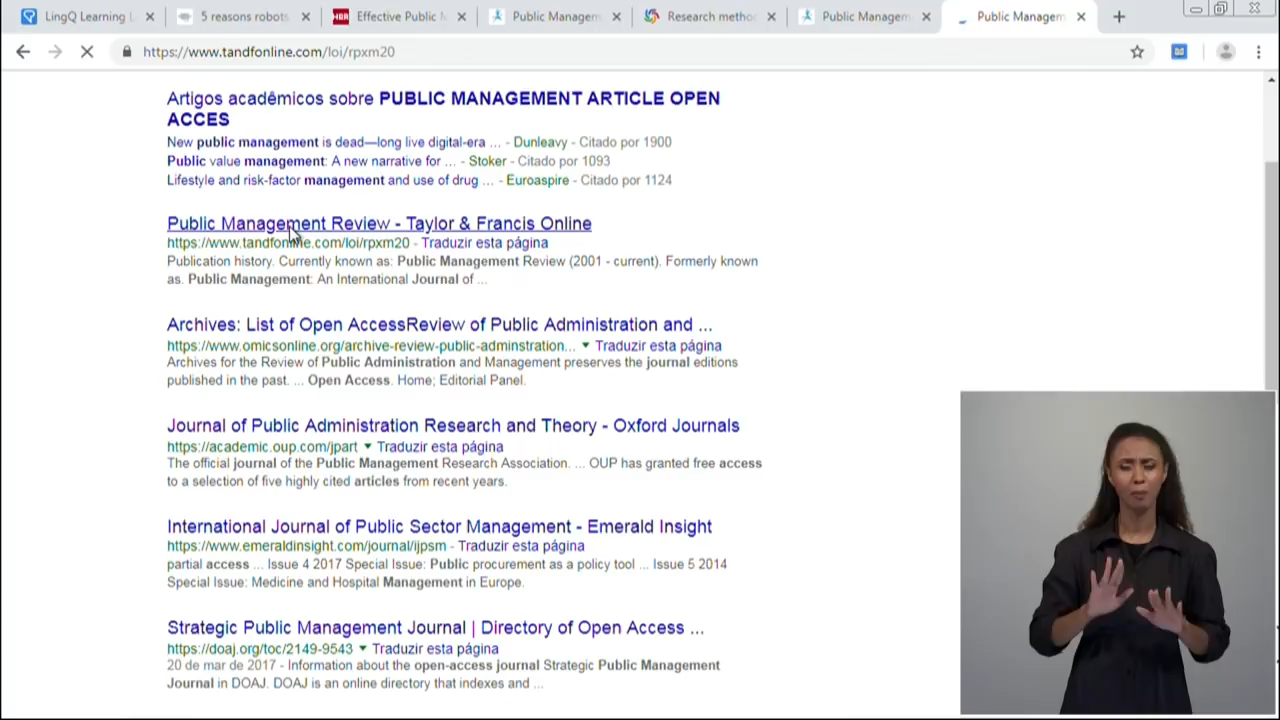 LingQ Learning L
5 reasons robots
HBR
Effective Public M
Public Managem
Research metho
Public Managem
Public Managem
https://www.tandfonline.com/loi/rpxm20
Artigos acadêmicos sobre PUBLIC MANAGEMENT ARTICLE OPEN
ACCES
New public management is dead—long live digital-era ... - Dunleavy - Citado por 1900
Public value management: A new narrative for ... - Stoker - Citado por 1093
Lifestyle and risk-factor management and use of drug ... - Euroaspire - Citado por 1124
Public Management Review - Taylor & Francis Online
https://www.tandfonline.com/loi/rpxm20 - Traduzir esta página
Publication history. Currently known as: Public Management Review (2001 - current). Formerly known
as. Public Management: An International Journal of ...
Archives: List of Open AccessReview of Public Administration and ...
https://www.omicsonline.org/archive-review-public-adminstration... ▼ Traduzir esta página
Archives for the Review of Public Administration and Management preserves the journal editions
published in the past. ... Open Access. Home; Editorial Panel.
Journal of Public Administration Research and Theory - Oxford Journals
https://academic.oup.com/jpart ▼ Traduzir esta página
The official journal of the Public Management Research Association. ... OUP has granted free access
to a selection of five highly cited articles from recent years.
International Journal of Public Sector Management - Emerald Insight
https://www.emeraldinsight.com/journal/ijpsm - Traduzir esta página
partial access ... Issue 4 2017 Special Issue: Public procurement as a policy tool ... Issue 5 2014
Special Issue: Medicine and Hospital Management in Europe.
Strategic Public Management Journal | Directory of Open Access ...
https://doaj.org/toc/2149-9543 ▼ Traduzir esta página
20 de mar de 2017 - Information about the open-access journal Strategic Public Management
Journal in DOAJ. DOAJ is an online directory that indexes and ...